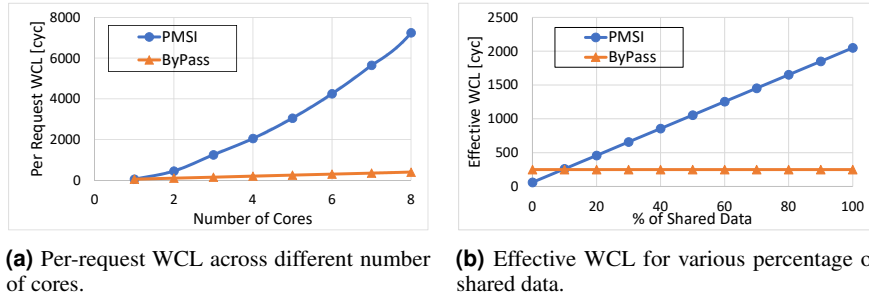 8000
6000
4000
2000
0
Per Request WCL [cyc]
PMSI
ByPass
0 2 4 6 8
Number of Cores
2500
2000
1500
1000
500
0
Effective WCL [cyc]
PMSI
ByPass
0 20 40 60 80 100
% of Shared Data
(a) Per-request WCL across different number
of cores.
(b) Effective WCL for various percentage o
shared data.